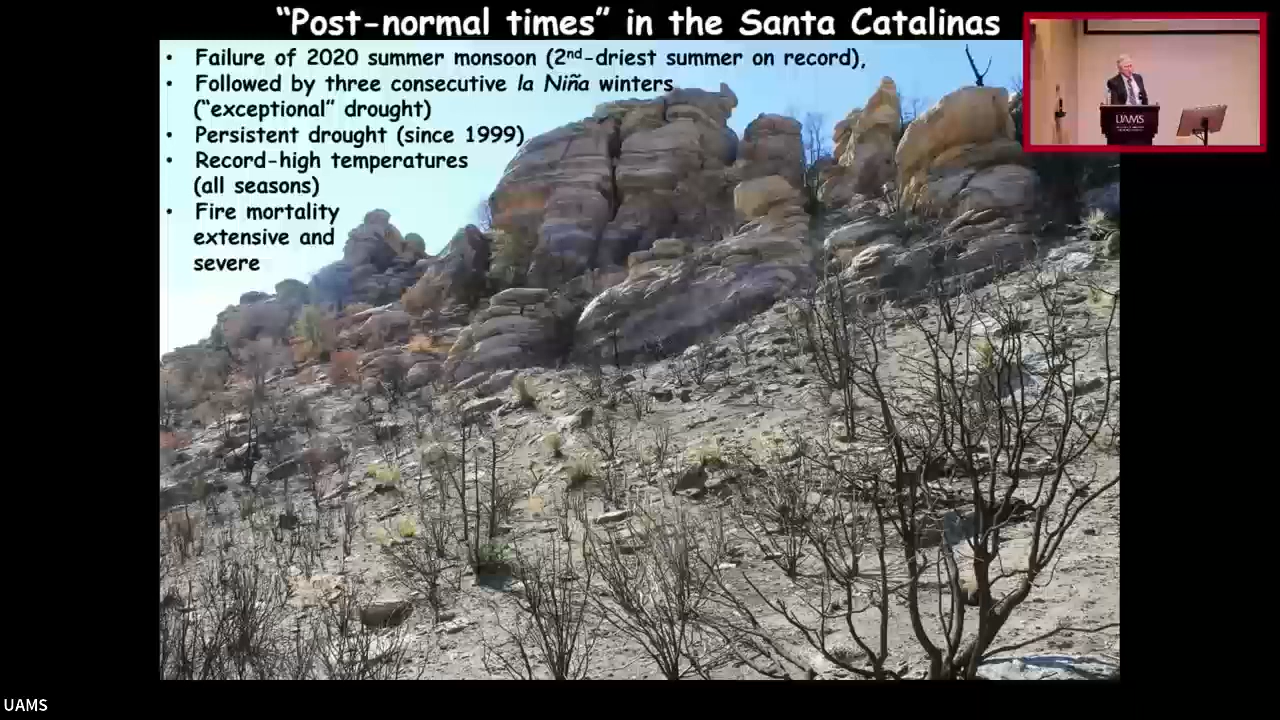 “Post-normal times” in the Santa Catalinas
• Failure of 2020 summer monsoon (2nd-driest summer on record),
• Followed by three consecutive la Niña winters
(“exceptional” drought)
• Persistent drought (since 1999)
• Record-high temperatures
(all seasons)
• Fire mortality
extensive and
severe
UAMS
UAMS